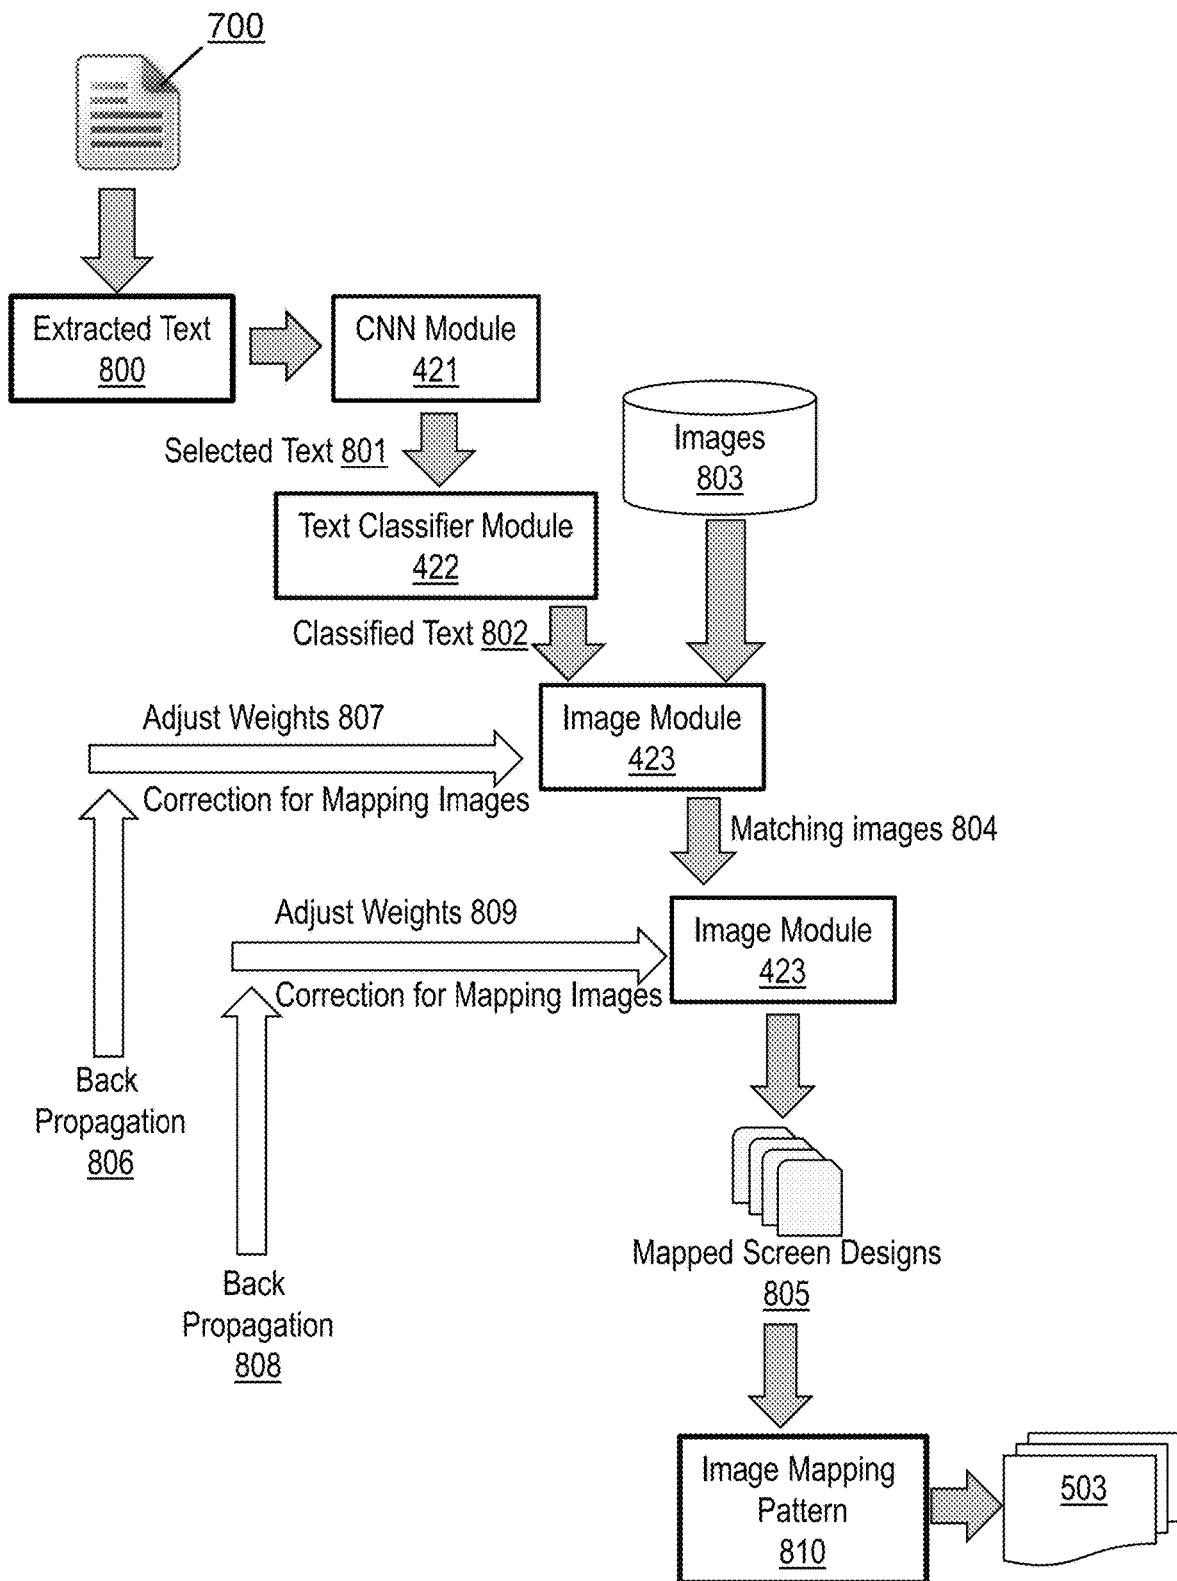 700
Extracted Text
800
CNN Module
421
Selected Text 801
Images
803
Text Classifier Module
422
Classified Text 802
Adjust Weights 807
Image Module
423
Correction for Mapping Images
Matching images 804
Adjust Weights 809
Image Module
423
Correction for Mapping Images
Back
Propagation
806
Mapped Screen Designs
805
Back
Propagation
808
Image Mapping
Pattern
810
503